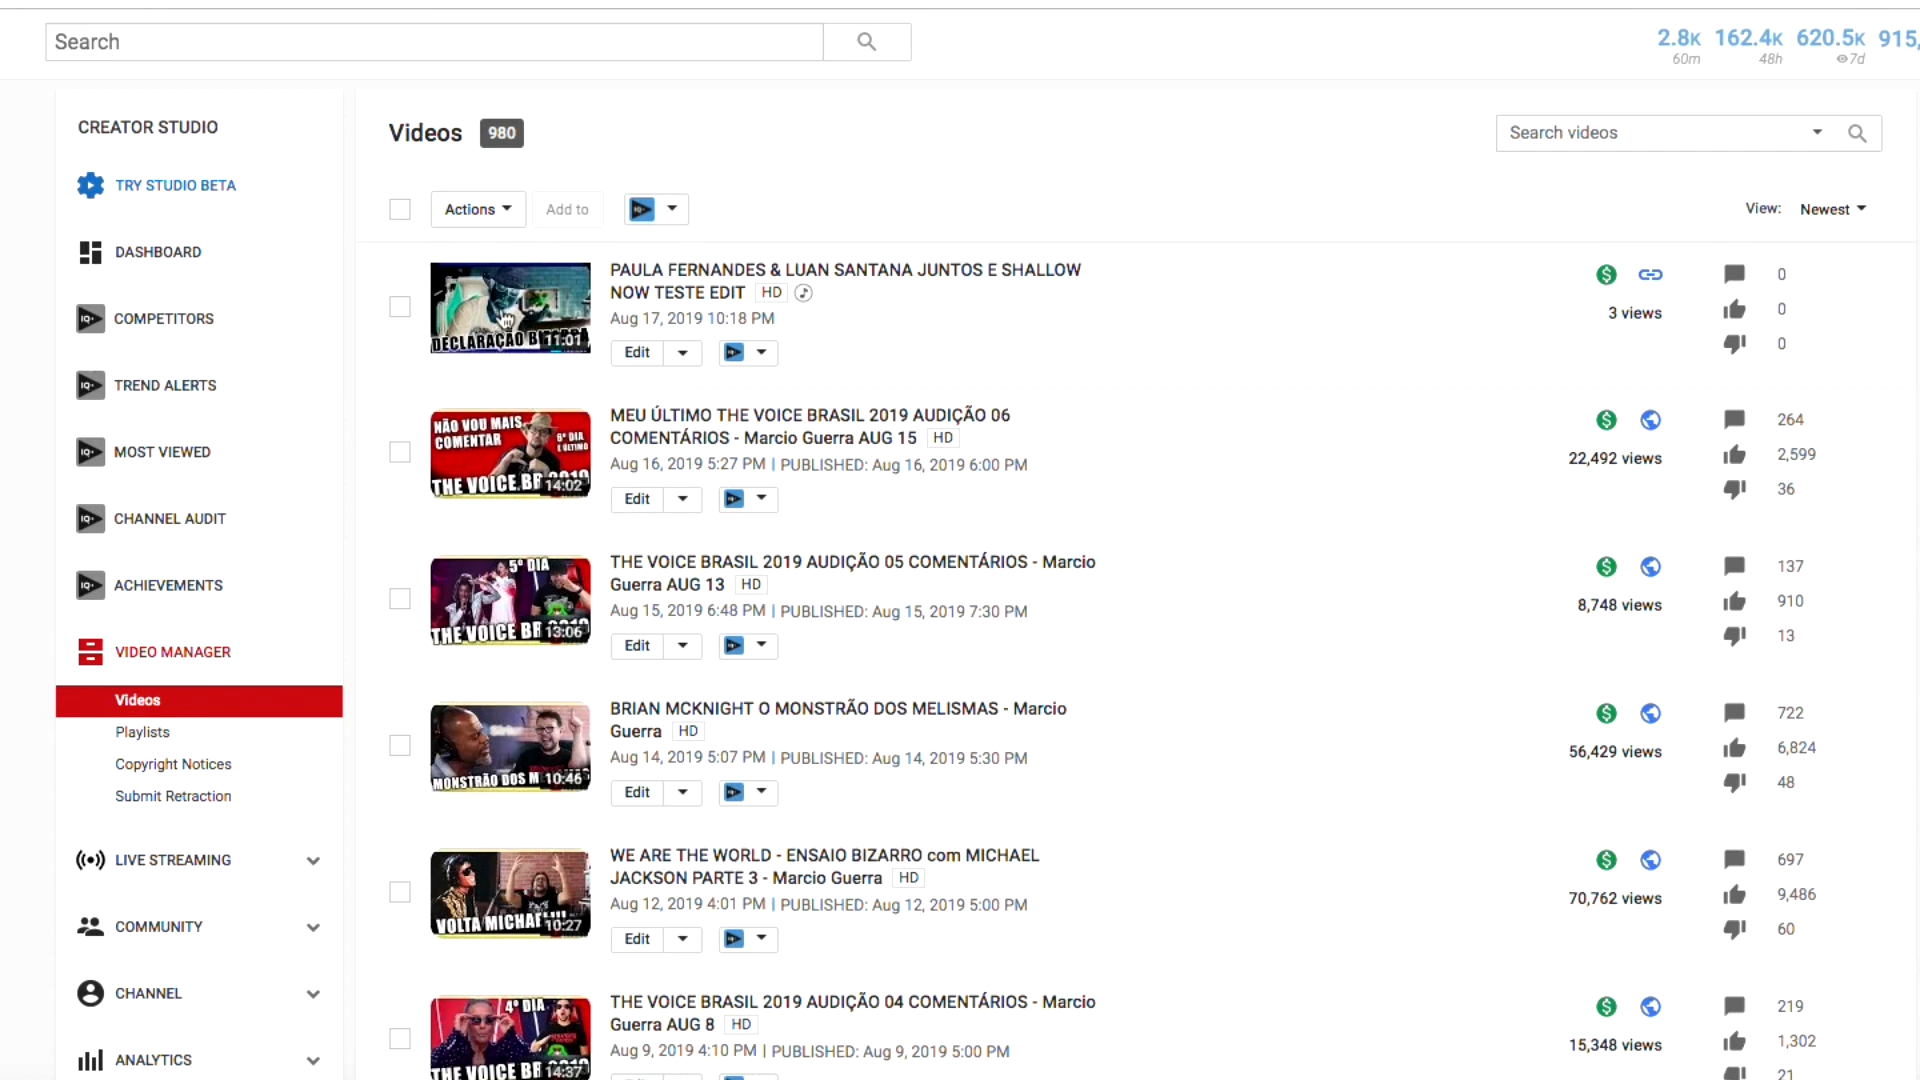 Search
2.8K 162.4K 620.5K 915,
60m 48h 7d
CREATOR STUDIO
TRY STUDIO BETA
DASHBOARD
COMPETITORS
TREND ALERTS
MOST VIEWED
CHANNEL AUDIT
ACHIEVEMENTS
VIDEO MANAGER
Videos
Playlists
Copyright Notices
Submit Retraction
LIVE STREAMING
COMMUNITY
CHANNEL
ANALYTICS
Videos 980
Search videos
Actions Add to
View: Newest
DECLARAÇÃO BIZARRA
11:01
PAULA FERNANDES & LUAN SANTANA JUNTOS E SHALLOW
NOW TESTE EDIT HD
Aug 17, 2019 10:18 PM
Edit
3 views
0
0
0
NÃO VOU MAIS
COMENTAR
6º DIA
E ÚLTIMO
THE VOICE BR 2019
14:02
MEU ÚLTIMO THE VOICE BRASIL 2019 AUDIÇÃO 06
COMENTÁRIOS - Marcio Guerra AUG 15 HD
Aug 16, 2019 5:27 PM | PUBLISHED: Aug 16, 2019 6:00 PM
Edit
22,492 views
264
2,599
36
5º DIA
THE VOICE BR 2019
13:06
THE VOICE BRASIL 2019 AUDIÇÃO 05 COMENTÁRIOS - Marcio
Guerra AUG 13 HD
Aug 15, 2019 6:48 PM | PUBLISHED: Aug 15, 2019 7:30 PM
Edit
8,748 views
137
910
13
MONSTRÃO DOS M
10:46
BRIAN MCKNIGHT O MONSTRÃO DOS MELISMAS - Marcio
Guerra HD
Aug 14, 2019 5:07 PM | PUBLISHED: Aug 14, 2019 5:30 PM
Edit
56,429 views
722
6,824
48
VOLTA MICHAEL!!!
10:27
WE ARE THE WORLD - ENSAIO BIZARRO com MICHAEL
JACKSON PARTE 3 - Marcio Guerra HD
Aug 12, 2019 4:01 PM | PUBLISHED: Aug 12, 2019 5:00 PM
Edit
70,762 views
697
9,486
60
4º DIA
THE VOICE BR 2019
14:37
THE VOICE BRASIL 2019 AUDIÇÃO 04 COMENTÁRIOS - Marcio
Guerra AUG 8 HD
Aug 9, 2019 4:10 PM | PUBLISHED: Aug 9, 2019 5:00 PM
15,348 views
219
1,302
21